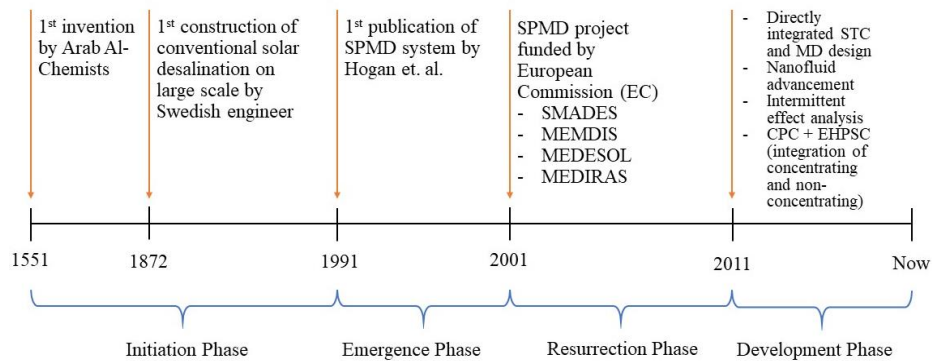 1st invention
by Arab Al-
Chemists
1st construction of
conventional solar
desalination on
large scale by
Swedish engineer
1st publication of
SPMD system by
Hogan et. al.
SPMD project
funded by
European
Commission (EC)
- SMADES
- MEMDIS
- MEDESOL
- MEDIRAS
- Directly
integrated STC
and MD design
- Nanofluid
advancement
- Intermittent
effect analysis
- CPC + EHPSC
(integration of
concentrating
and non-
concentrating)
1551
1872
1991
2001
2011
Now
Initiation Phase
Emergence Phase
Resurrection Phase
Development Phase